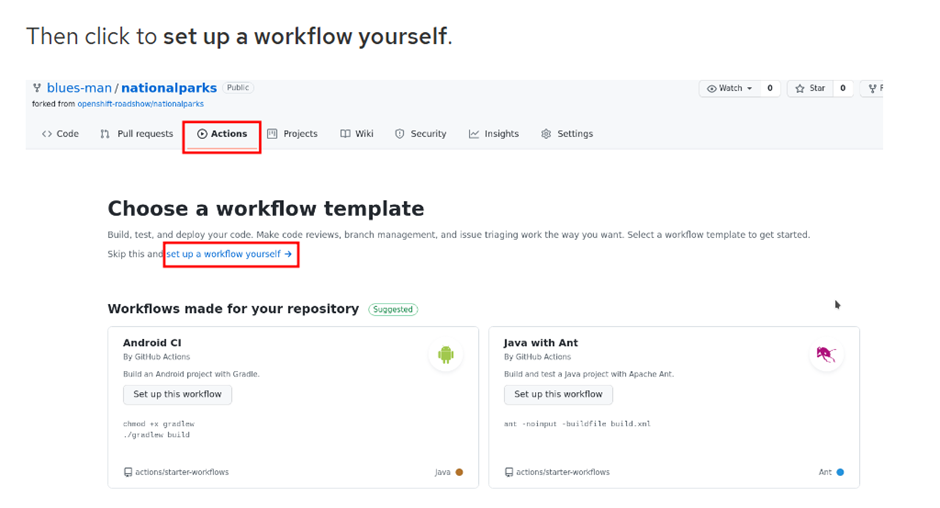 Then click to set up a workflow yourself.
blues-man / nationalparks Public
Watch 0 Star 0
forked from openshift-roadshow/nationalparks
Code Pull requests Actions Projects Wiki Security Insights Settings
Choose a workflow template
Build, test, and deploy your code. Make code reviews, branch management, and issue triaging work the way you want. Select a workflow template to get started.
Skip this and set up a workflow yourself →
Workflows made for your repository Suggested
Android CI
By GitHub Actions
Build an Android project with Gradle.
Set up this workflow
chmod +x gradlew
./gradlew build
actions/starter-workflows Java
Java with Ant
By GitHub Actions
Build and test a Java project with Apache Ant.
Set up this workflow
ant -noinput -buildfile build.xml
actions/starter-workflows Ant